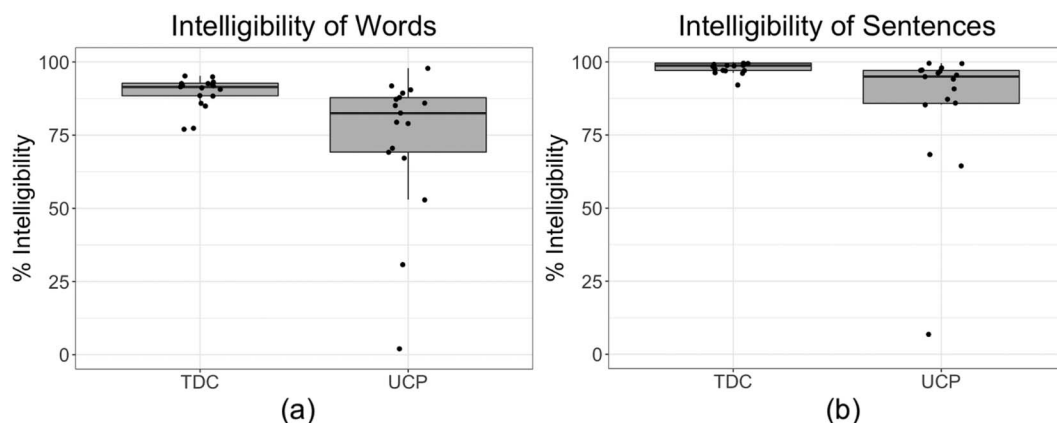 Intelligibility of Words
% Intelligibility
100
75
50
25
0
TDC UCP
(a)
Intelligibility of Sentences
% Intelligibility
100
75
50
25
0
TDC UCP
(b)